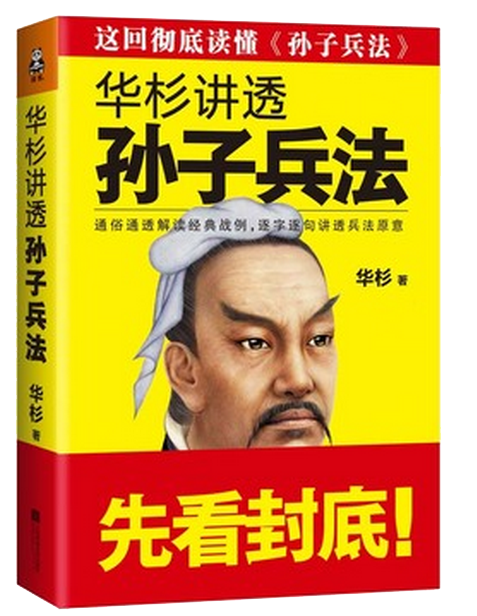 这回彻底读懂《孙子兵法》
华杉讲透
孙子兵法
通俗通透解读经典战例，逐字逐句讲透兵法原意
华杉 著
先看封底！
华杉讲透 孙子兵法
华杉 著